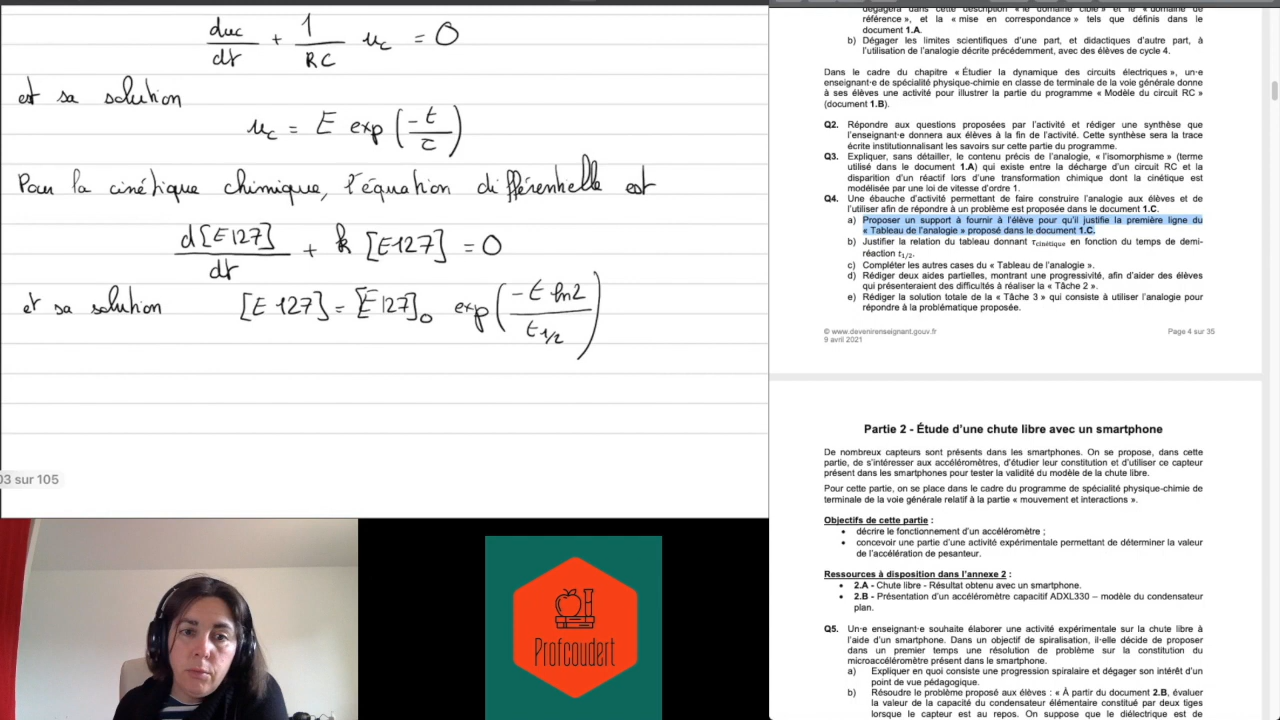 duc/dt + 1/RC uc = 0
et sa solution
uc = E exp(-t/τ)
Pour la cinétique chimique, l'équation différentielle est
d[E127]/dt + k [E127] = 0
et sa solution [E127] = [E127]₀ exp(-t ln2/t1/2)
03 sur 105
Profcoudert
dégagera dans cette description « le domaine cible » et le « domaine de
référence », et la « mise en correspondance » tels que définis dans le
document 1.A.
b) Dégager les limites scientifiques d'une part, et didactiques d'autre part, à
l'utilisation de l'analogie décrite précédemment, avec des élèves de cycle 4.
Dans le cadre du chapitre « Étudier la dynamique des circuits électriques », un·e
enseignant·e de spécialité physique-chimie en classe de terminale de la voie générale donne
à ses élèves une activité pour illustrer la partie du programme « Modèle du circuit RC »
(document 1.B).
Q2. Répondre aux questions proposées par l'activité et rédiger une synthèse que
l'enseignant·e donnera aux élèves à la fin de l'activité. Cette synthèse sera la trace
écrite institutionnalisant les savoirs sur cette partie du programme.
Q3. Expliquer, sans détailler, le contenu précis de l'analogie, « l'isomorphisme » (terme
utilisé dans le document 1.A) qui existe entre la décharge d'un circuit RC et la
disparition d'un réactif lors d'une transformation chimique dont la cinétique est
modélisée par une loi de vitesse d'ordre 1.
Q4. Une ébauche d'activité permettant de faire construire l'analogie aux élèves et de
l'utiliser afin de répondre à un problème est proposée dans le document 1.C.
a) Proposer un support à fournir à l'élève pour qu'il justifie la première ligne du
« Tableau de l'analogie » proposé dans le document 1.C.
b) Justifier la relation du tableau donnant τcinétique en fonction du temps de demi-
réaction t1/2.
c) Compléter les autres cases du « Tableau de l'analogie ».
d) Rédiger deux aides partielles, montrant une progressivité, afin d'aider des élèves
qui présenteraient des difficultés à réaliser la « Tâche 2 ».
e) Rédiger la solution totale de la « Tâche 3 » qui consiste à utiliser l'analogie pour
répondre à la problématique proposée.
© www.devenirenseignant.gouv.fr Page 4 sur 35
9 avril 2021
Partie 2 - Étude d'une chute libre avec un smartphone
De nombreux capteurs sont présents dans les smartphones. On se propose, dans cette
partie, de s'intéresser aux accéléromètres, d'étudier leur constitution et d'utiliser ce capteur
présent dans les smartphones pour tester la validité du modèle de la chute libre.
Pour cette partie, on se place dans le cadre du programme de spécialité physique-chimie de
terminale de la voie générale relatif à la partie « mouvement et interactions ».
Objectifs de cette partie :
• décrire le fonctionnement d'un accéléromètre ;
• concevoir une partie d'une activité expérimentale permettant de déterminer la valeur
de l'accélération de pesanteur.
Ressources à disposition dans l'annexe 2 :
• 2.A - Chute libre - Résultat obtenu avec un smartphone.
• 2.B - Présentation d'un accéléromètre capacitif ADXL330 – modèle du condensateur
plan.
Q5. Un·e enseignant·e souhaite élaborer une activité expérimentale sur la chute libre à
l'aide d'un smartphone. Dans un objectif de spiralisation, il·elle décide de proposer
dans un premier temps une résolution de problème sur la constitution du
microaccéléromètre présent dans le smartphone.
a) Expliquer en quoi consiste une progression spiralaire et dégager son intérêt d'un
point de vue pédagogique.
b) Résoudre le problème proposé aux élèves : « À partir du document 2.B, évaluer
la valeur de la capacité du condensateur élémentaire constitué par deux tiges
lorsque le capteur est au repos. On suppose que le diélectrique est de